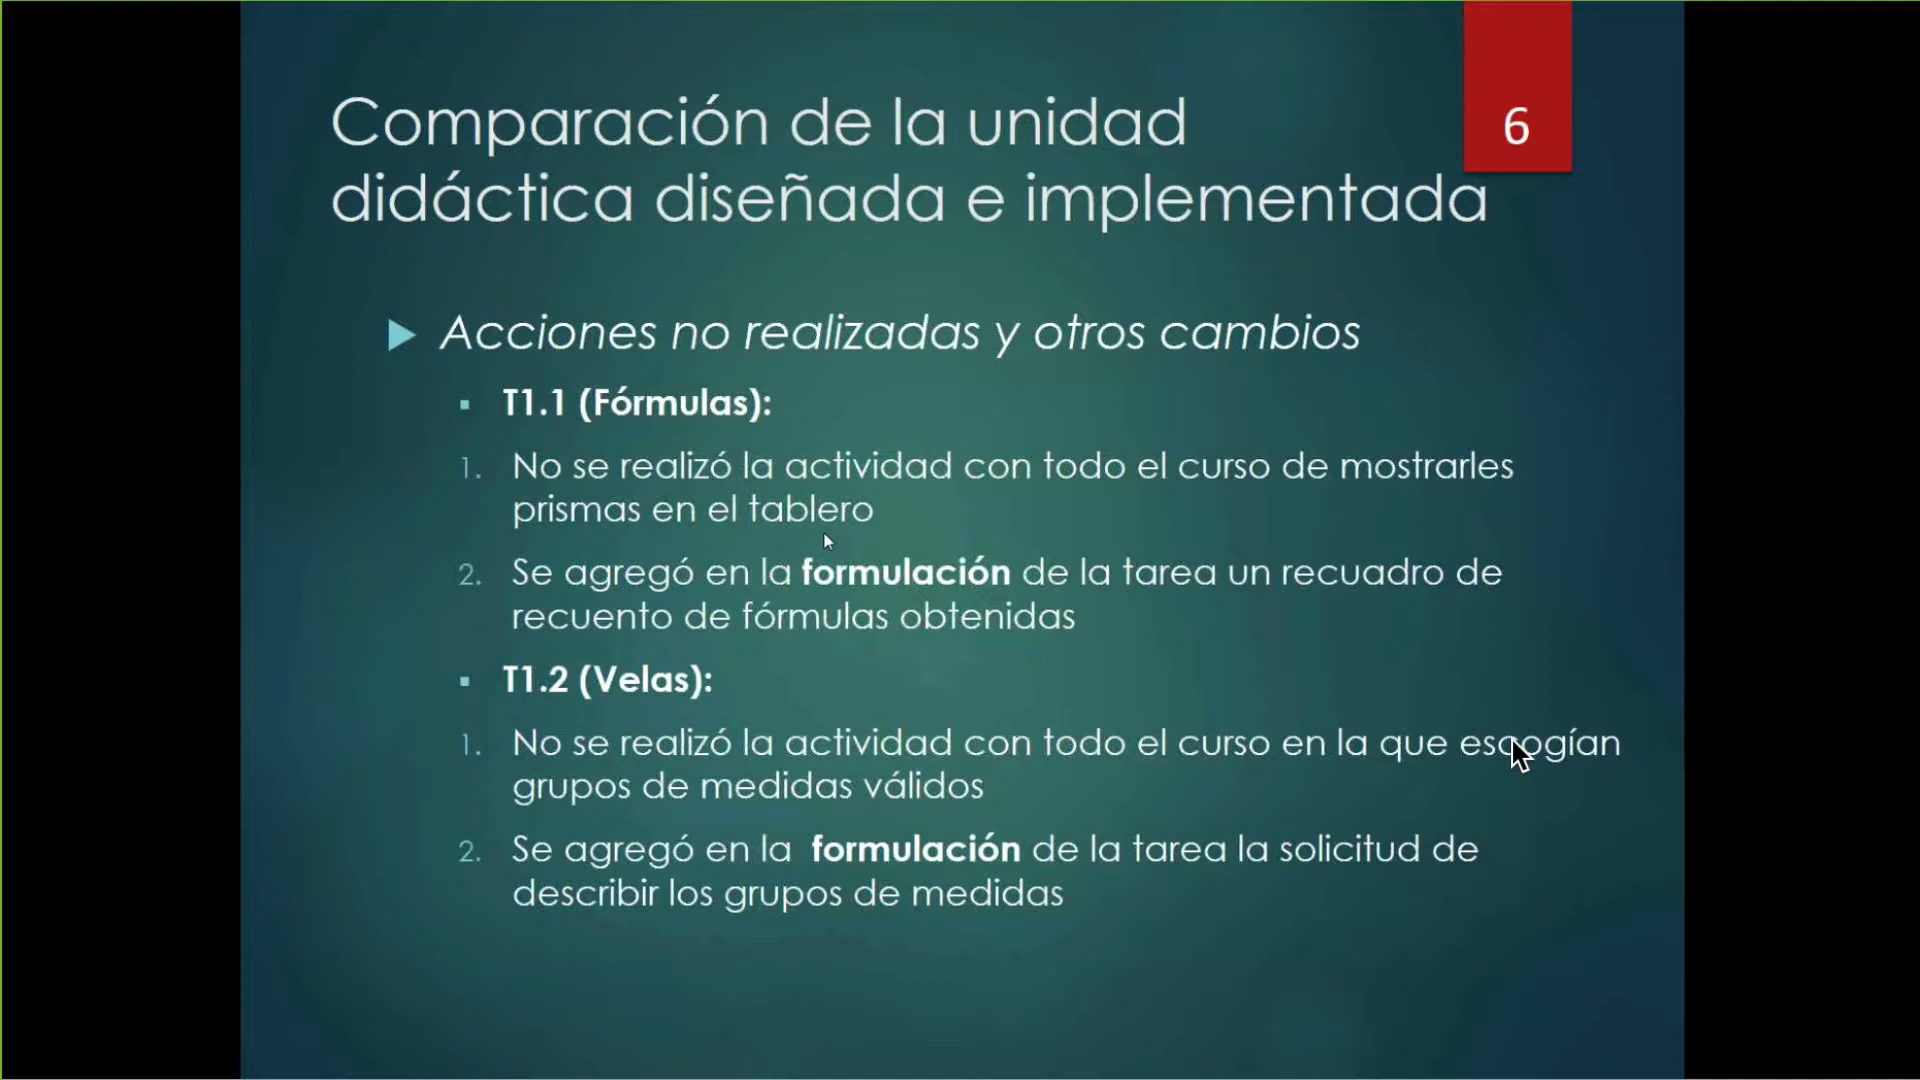 Comparación de la unidad
didáctica diseñada e implementada
6
Acciones no realizadas y otros cambios
T1.1 (Fórmulas):
1. No se realizó la actividad con todo el curso de mostrarles
prismas en el tablero
2. Se agregó en la formulación de la tarea un recuadro de
recuento de fórmulas obtenidas
T1.2 (Velas):
1. No se realizó la actividad con todo el curso en la que escogían
grupos de medidas válidos
2. Se agregó en la formulación de la tarea la solicitud de
describir los grupos de medidas